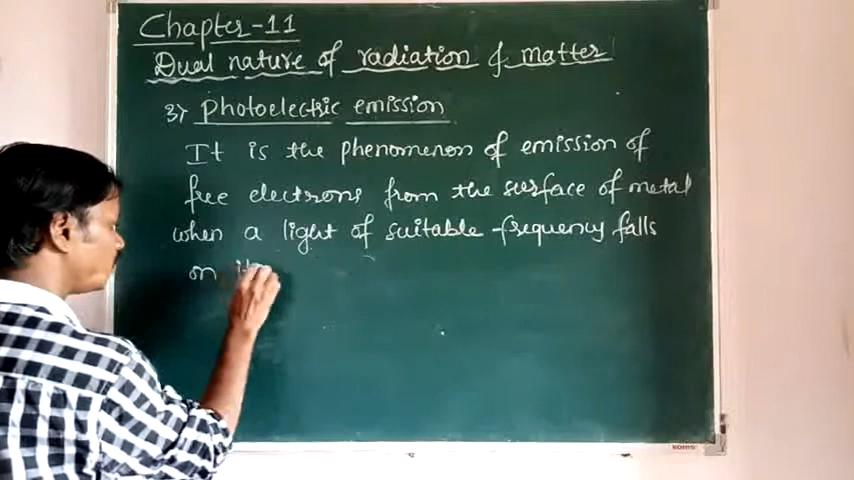 Chapter-11
Dual nature of radiation & matter
3) Photoelectric emission
It is the phenomenon of emission of
free electrons from the surface of metal
when a light of suitable frequency falls
on it